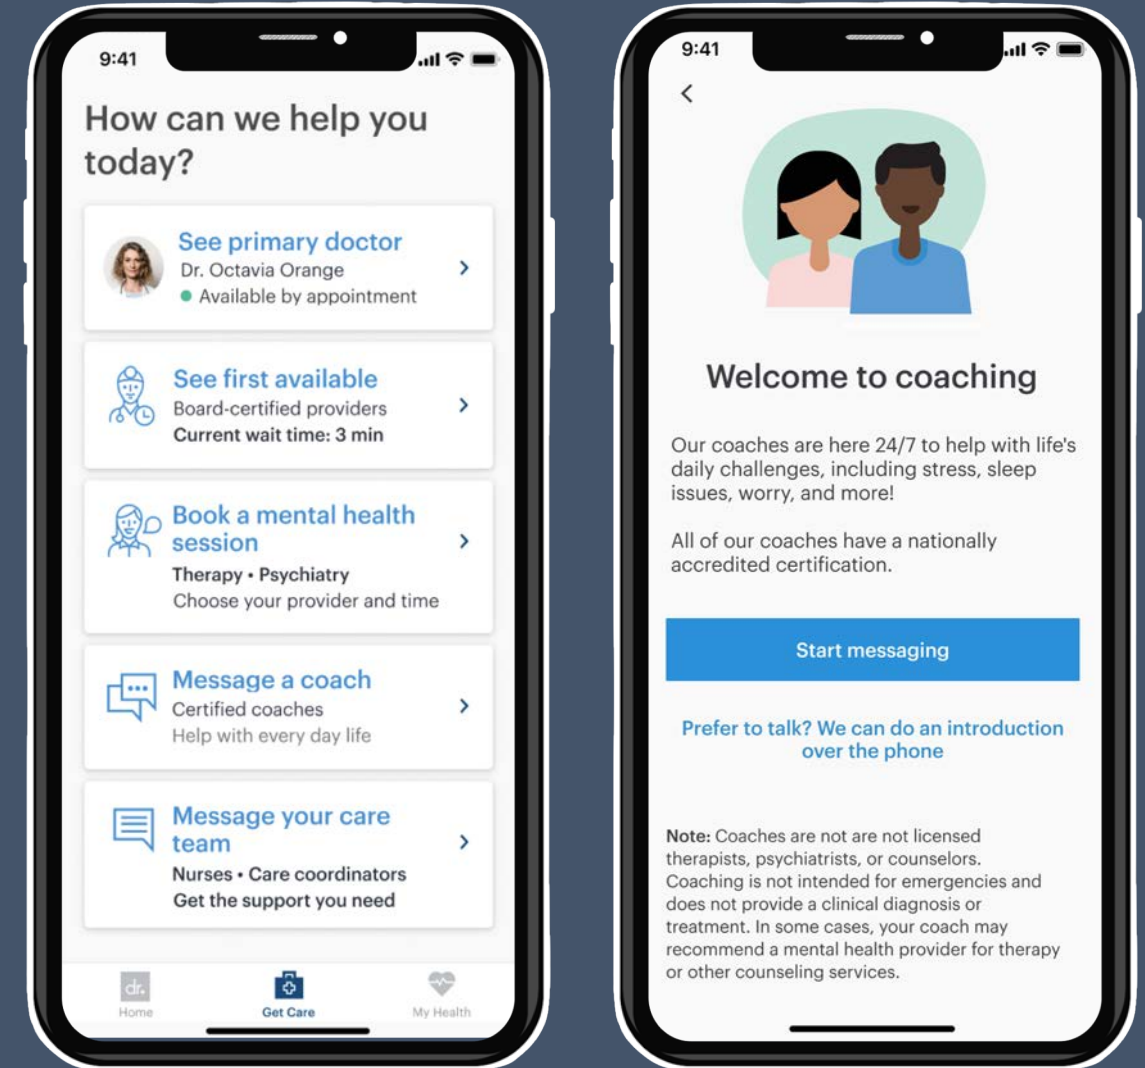 9:41
How can we help you
today?
See primary doctor
Dr. Octavia Orange
Available by appointment
See first available
Board-certified providers
Current wait time: 3 min
Book a mental health
session
Therapy • Psychiatry
Choose your provider and time
Message a coach
Certified coaches
Help with every day life
Message your care
team
Nurses • Care coordinators
Get the support you need
dr.
Home
Get Care
My Health
9:41
Welcome to coaching
Our coaches are here 24/7 to help with life's
daily challenges, including stress, sleep
issues, worry, and more!
All of our coaches have a nationally
accredited certification.
Start messaging
Prefer to talk? We can do an introduction
over the phone
Note: Coaches are not are not licensed
therapists, psychiatrists, or counselors.
Coaching is not intended for emergencies and
does not provide a clinical diagnosis or
treatment. In some cases, your coach may
recommend a mental health provider for therapy
or other counseling services.